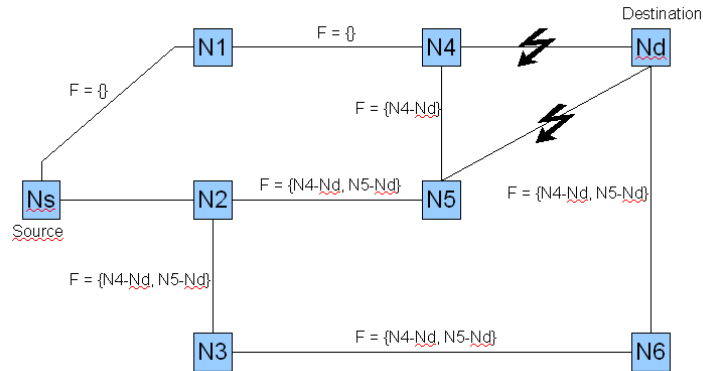 Destination
F = {}
N1
N4
Nd
F = {}
F = {N4-Nd}
F = {N4-Nd, N5-Nd}
F = {N4-Nd, N5-Nd}
Ns
N2
N5
Source
F = {N4-Nd, N5-Nd}
F = {N4-Nd, N5-Nd}
N3
N6